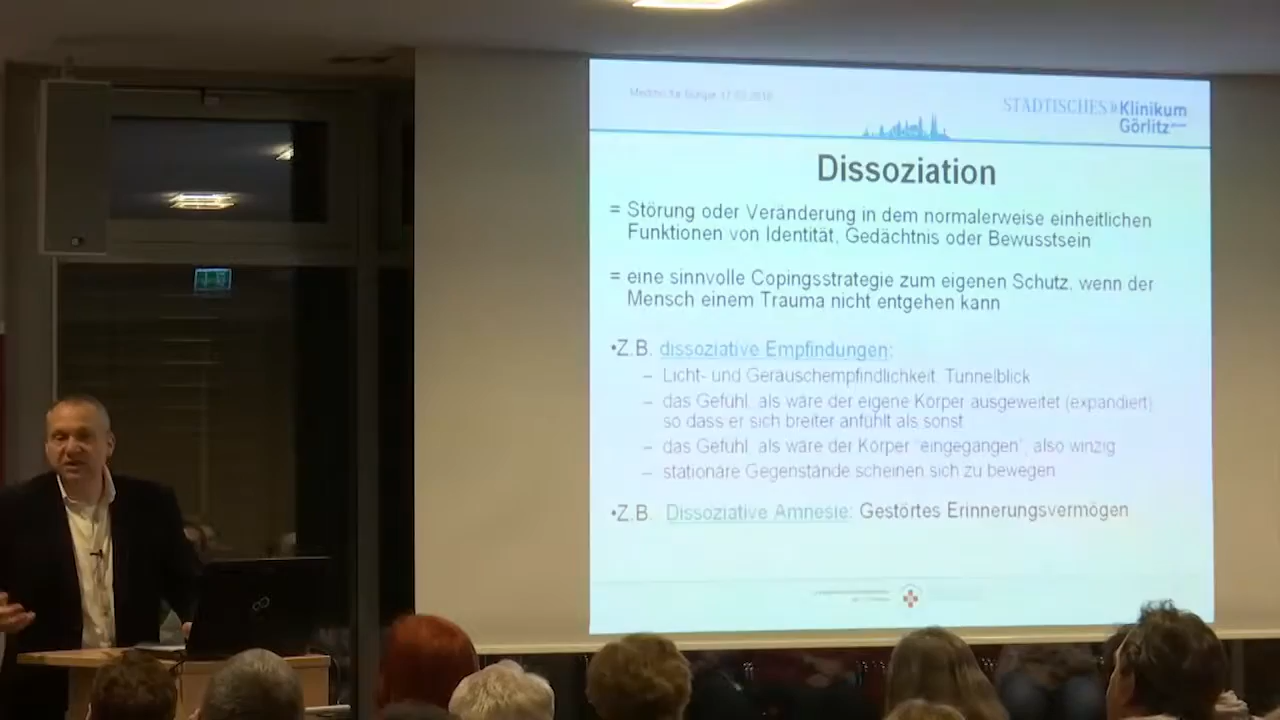 STÄDTISCHES Klinikum
Görlitz
Dissoziation
= Störung oder Veränderung in dem normalerweise einheitlichen
Funktionen von Identität, Gedächtnis oder Bewusstsein
= eine sinnvolle Copingsstrategie zum eigenen Schutz, wenn der
Mensch einem Trauma nicht entgehen kann
•Z.B. dissoziative Empfindungen:
– Licht- und Geräuschempfindlichkeit, Tunnelblick
– das Gefühl, als wäre der eigene Körper ausgeweitet (expandiert),
so dass er sich breiter anfühlt als sonst
– das Gefühl, als wäre der Körper "eingegangen", also winzig
– stationäre Gegenstände scheinen sich zu bewegen
•Z.B. Dissoziative Amnesie: Gestörtes Erinnerungsvermögen